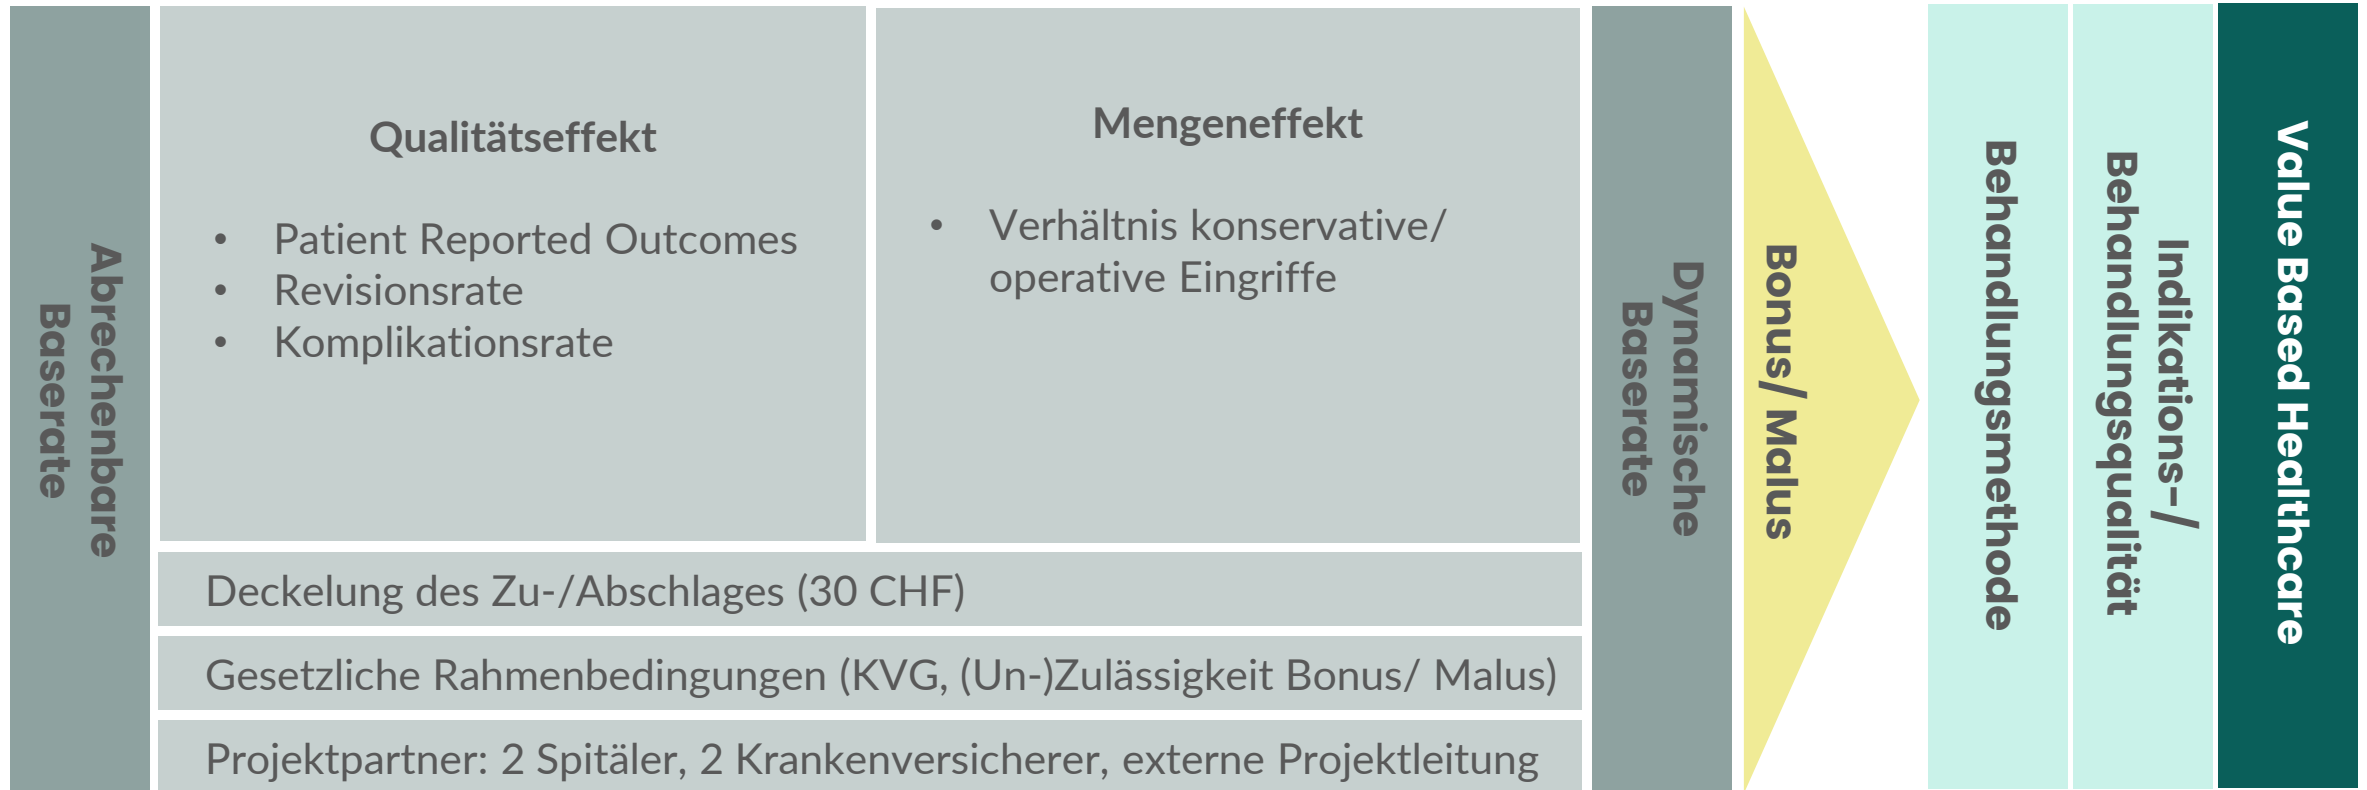 Abrechenbare
Baserate
Qualitätseffekt
• Patient Reported Outcomes
• Revisionsrate
• Komplikationsrate
Mengeneffekt
• Verhältnis konservative/
operative Eingriffe
Deckelung des Zu-/Abschlages (30 CHF)
Gesetzliche Rahmenbedingungen (KVG, (Un-)Zulässigkeit Bonus/ Malus)
Projektpartner: 2 Spitäler, 2 Krankenversicherer, externe Projektleitung
Dynamische
Baserate
Bonus/ Malus
Behandlungsmethode
Indikations-/
Behandlungsqualität
Value Based Healthcare